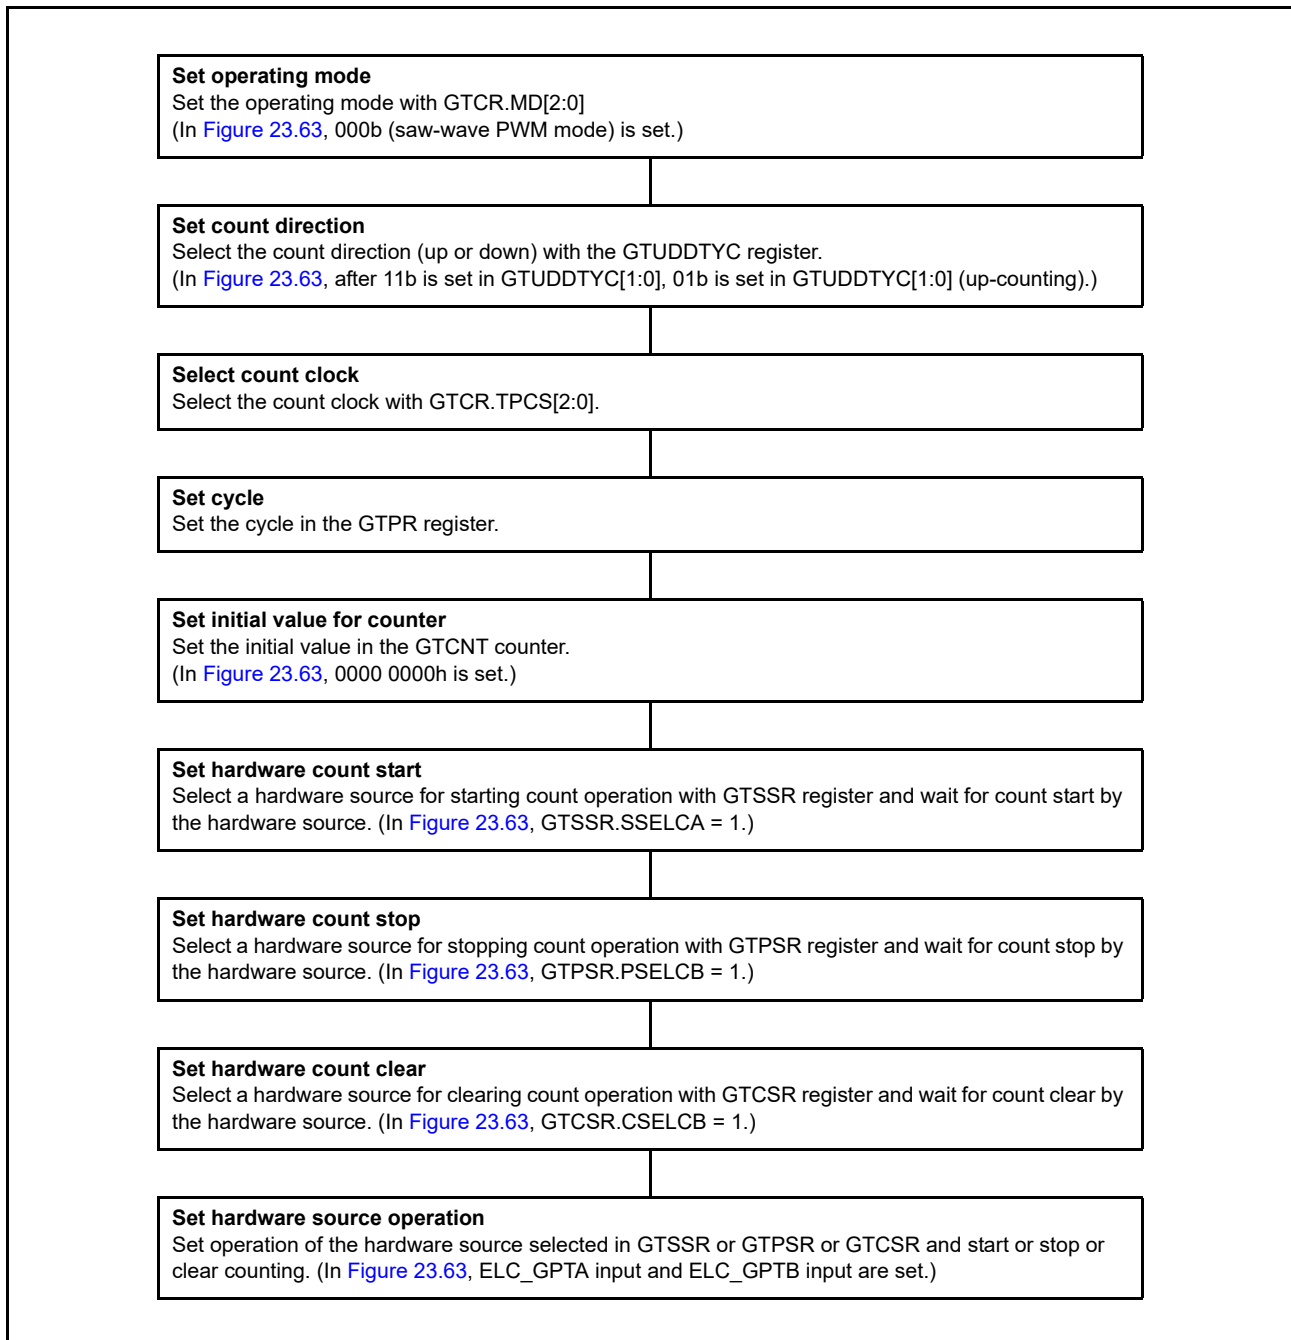 Set operating mode
Set the operating mode with GTCR.MD[2:0]
(In Figure 23.63, 000b (saw-wave PWM mode) is set.)
Set count direction
Select the count direction (up or down) with the GTUDDTYC register.
(In Figure 23.63, after 11b is set in GTUDDTYC[1:0], 01b is set in GTUDDTYC[1:0] (up-counting).)
Select count clock
Select the count clock with GTCR.TPCS[2:0].
Set cycle
Set the cycle in the GTPR register.
Set initial value for counter
Set the initial value in the GTCNT counter.
(In Figure 23.63, 0000 0000h is set.)
Set hardware count start
Select a hardware source for starting count operation with GTSSR register and wait for count start by
the hardware source. (In Figure 23.63, GTSSR.SSELCA = 1.)
Set hardware count stop
Select a hardware source for stopping count operation with GTPSR register and wait for count stop by
the hardware source. (In Figure 23.63, GTPSR.PSELCB = 1.)
Set hardware count clear
Select a hardware source for clearing count operation with GTCSR register and wait for count clear by
the hardware source. (In Figure 23.63, GTCSR.CSELCB = 1.)
Set hardware source operation
Set operation of the hardware source selected in GTSSR or GTPSR or GTCSR and start or stop or
clear counting. (In Figure 23.63, ELC_GPTA input and ELC_GPTB input are set.)